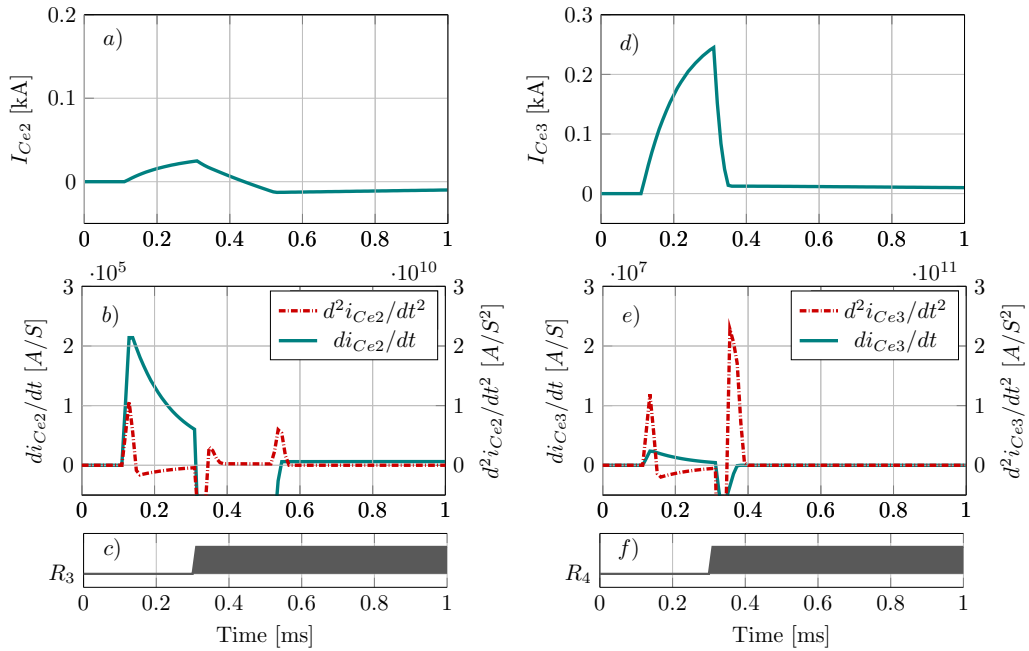 a)
I_{Ce2} [kA]
0.2
0.1
0
0 0.2 0.4 0.6 0.8 1
d)
I_{Ce3} [kA]
0.3
0.2
0.1
0
0 0.2 0.4 0.6 0.8 1
b)
·10^5
·10^{10}
di_{Ce2}/dt [A/S]
3
2
1
0
d^2i_{Ce2}/dt^2
di_{Ce2}/dt
3
2
1
0
d^2i_{Ce2}/dt^2 [A/S^2]
0 0.2 0.4 0.6 0.8 1
e)
·10^7
·10^{11}
di_{Ce3}/dt [A/S]
3
2
1
0
d^2i_{Ce3}/dt^2
di_{Ce3}/dt
3
2
1
0
d^2i_{Ce3}/dt^2 [A/S^2]
0 0.2 0.4 0.6 0.8 1
c)
R_3
0 0.2 0.4 0.6 0.8 1
Time [ms]
f)
R_4
0 0.2 0.4 0.6 0.8 1
Time [ms]